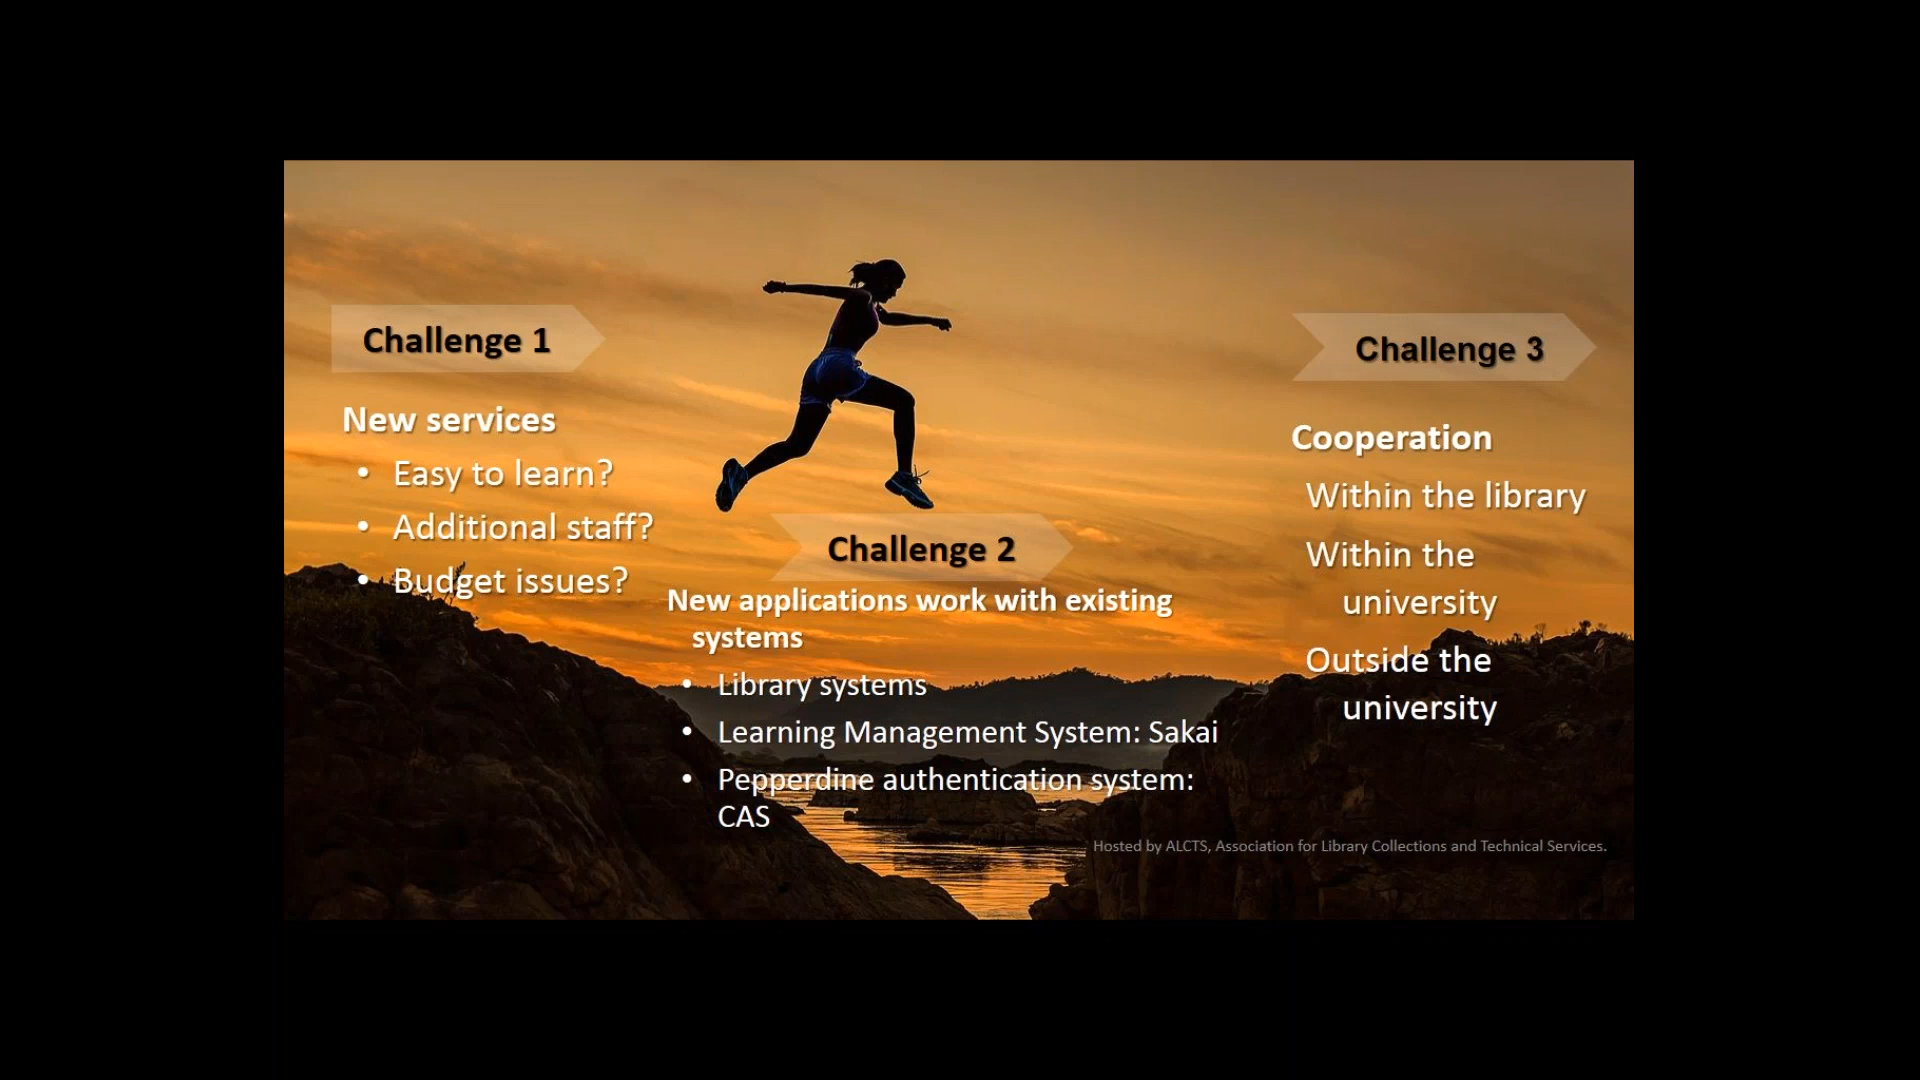 Challenge 1
New services
• Easy to learn?
• Additional staff?
• Budget issues?
Challenge 2
New applications work with existing
systems
• Library systems
• Learning Management System: Sakai
• Pepperdine authentication system:
CAS
Challenge 3
Cooperation
Within the library
Within the
university
Outside the
university
Hosted by ALCTS, Association for Library Collections and Technical Services.